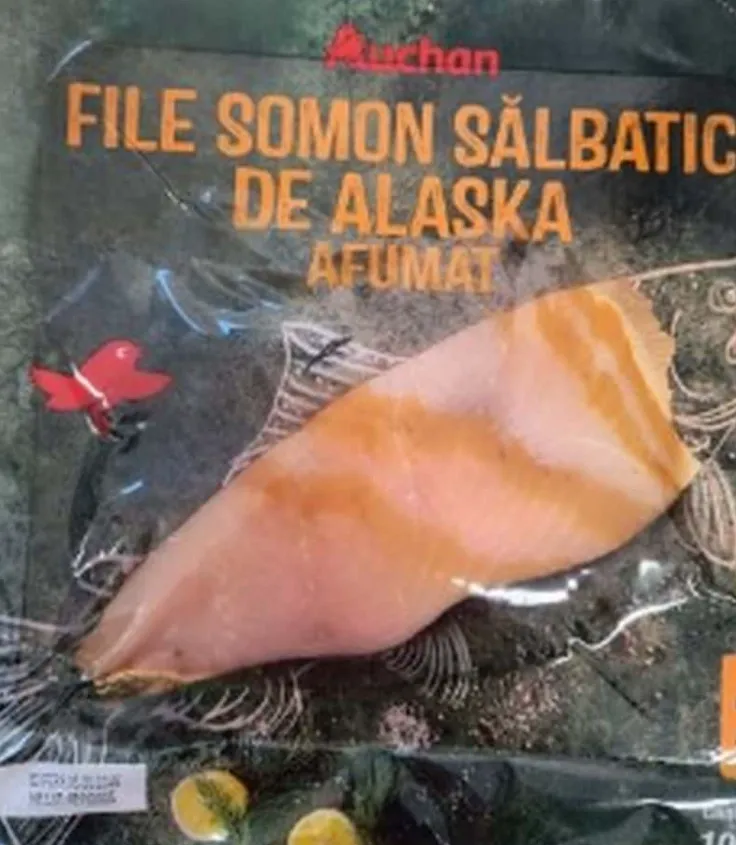 Auchan
FILE SOMON SĂLBATIC
DE ALASKA
AFUMAT